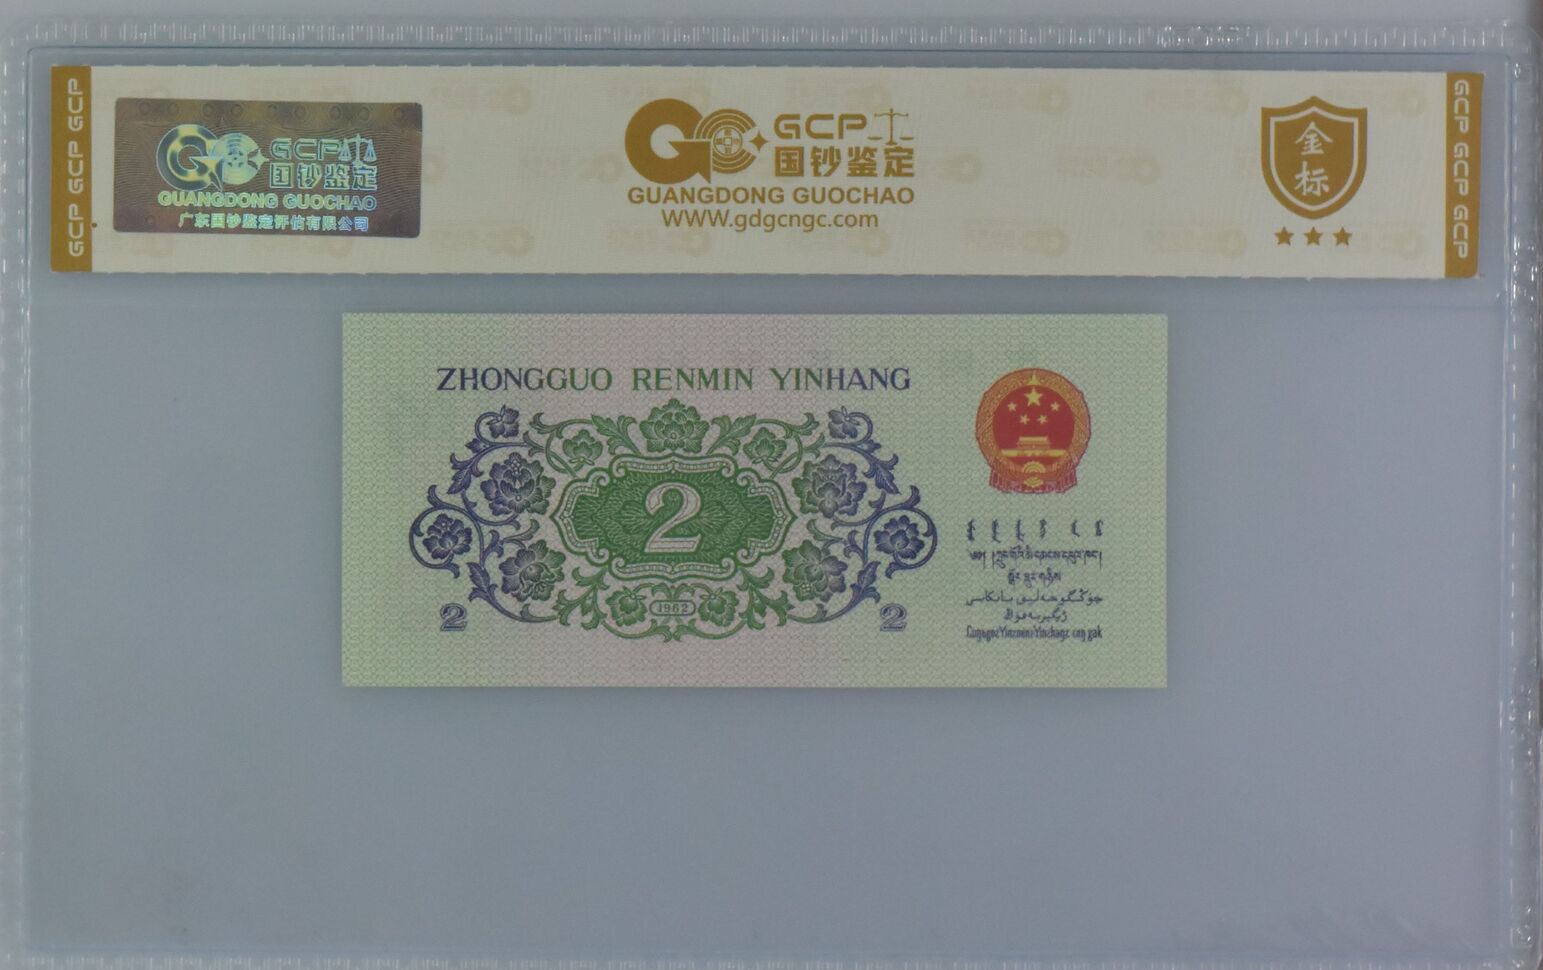 GCP GCP GCP
GCP
国钞鉴定
GUANGDONG GUOCHAO
广东国钞鉴定评估有限公司
GCP
国钞鉴定
GUANGDONG GUOCHAO
WWW.gdgcngc.com
金标
GCP GCP GCP
ZHONGGUO RENMIN YINHANG
2
1962
2
2